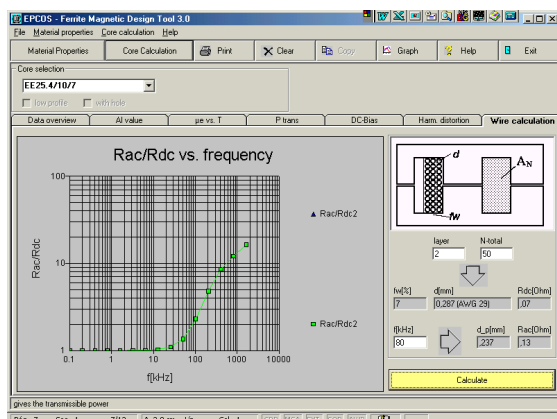 EPCOS - Ferrite Magnetic Design Tool 3.0
File Material properties Core calculation Help
Material Properties Core Calculation Print Clear Copy Graph Help Exit
Core selection
EE25.4/10/7
low profile with hole
Data overview Al value µe vs. T P trans DC-Bias Harm. distortion Wire calculation
Rac/Rdc vs. frequency
100
10
1
Rac/Rdc
0.1 1 10 100 1000 10000
f[kHz]
Rac/Rdc2
Rac/Rdc2
d
A_N
fw
layer N-total
2 50
fw[%] d[mm] Rdc[Ohm]
7 0,287 (AWG 29) ,07
f[kHz] d_p[mm] Rac[Ohm]
80 ,237 ,13
Calculate
gives the transmissible power